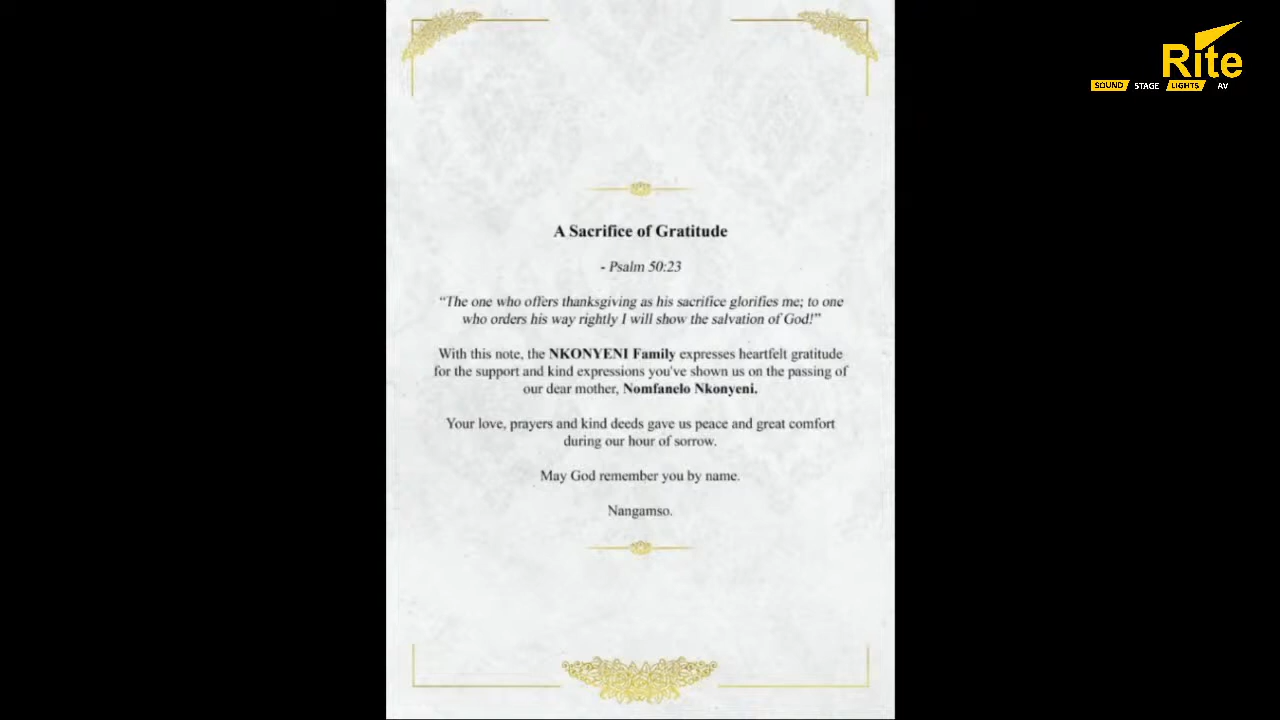 Rite
SOUND STAGE LIGHTS AV
A Sacrifice of Gratitude
- Psalm 50:23
“The one who offers thanksgiving as his sacrifice glorifies me; to one
who orders his way rightly I will show the salvation of God!”
With this note, the NKONYENI Family expresses heartfelt gratitude
for the support and kind expressions you've shown us on the passing of
our dear mother, Nomfanelo Nkonyeni.
Your love, prayers and kind deeds gave us peace and great comfort
during our hour of sorrow.
May God remember you by name.
Nangamso.